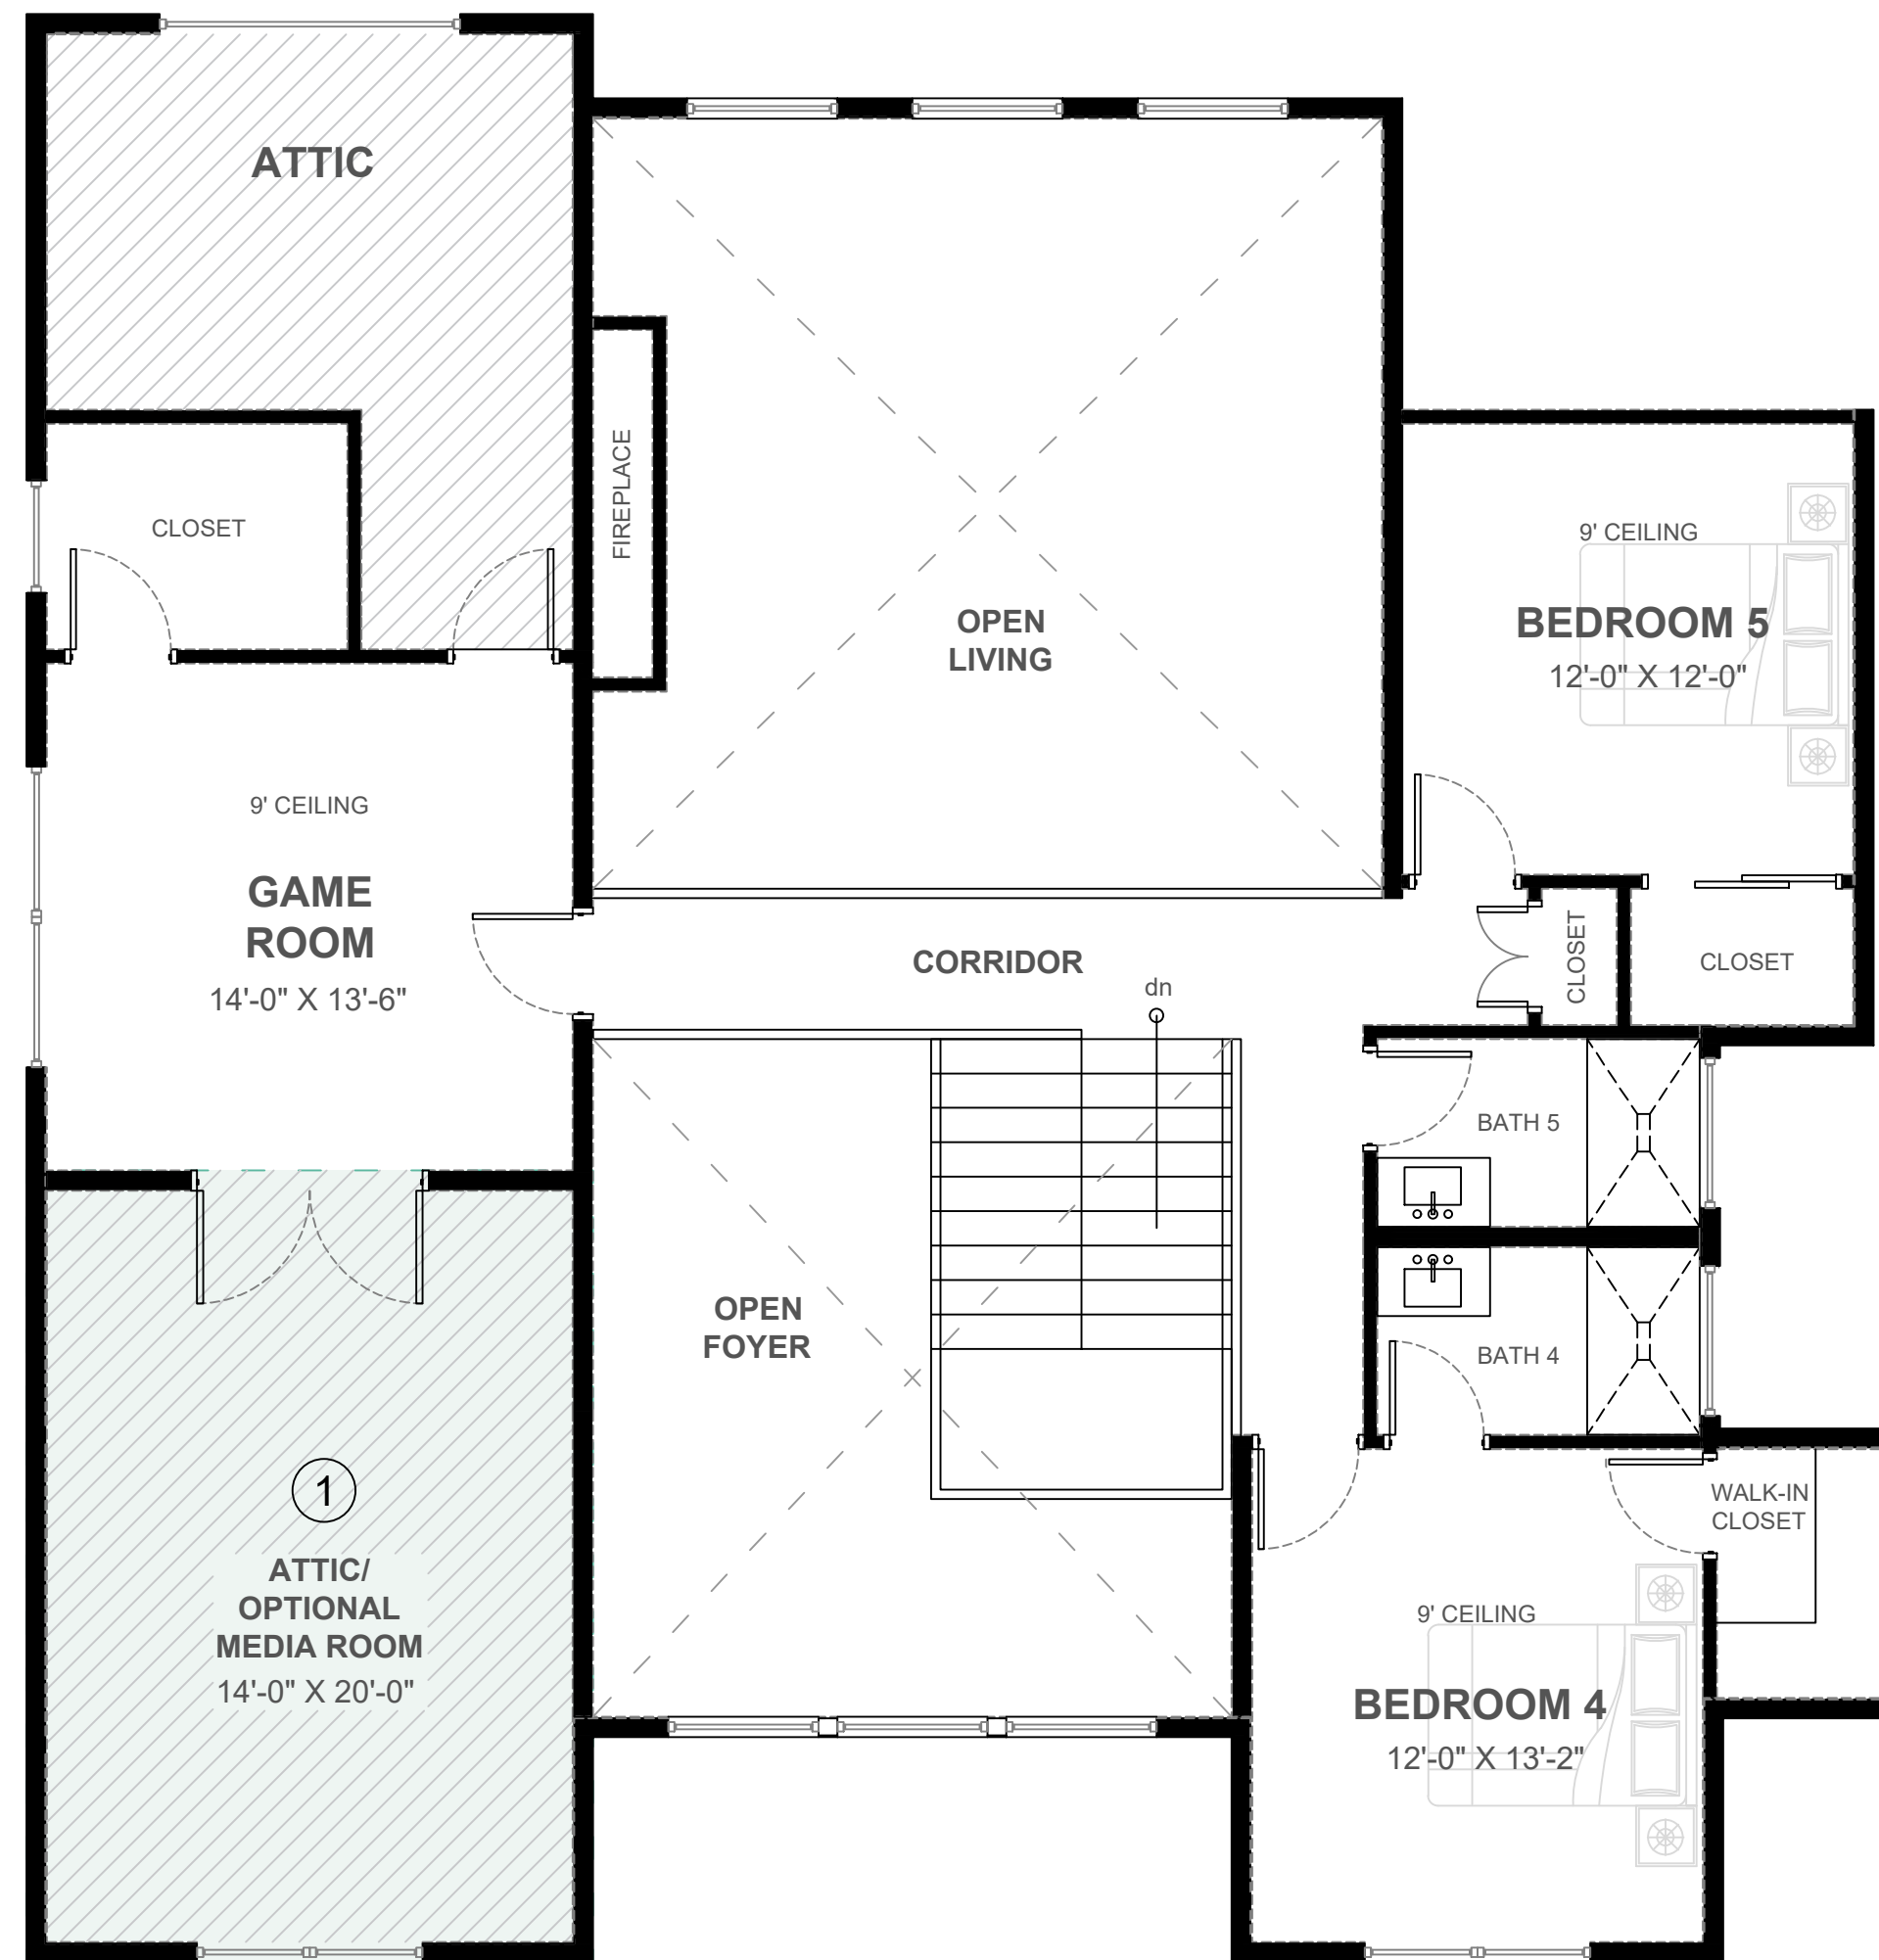 ATTIC
CLOSET
FIREPLACE
OPEN
LIVING
9' CEILING
BEDROOM 5
12'-0" X 12'-0"
9' CEILING
GAME
ROOM
14'-0" X 13'-6"
CORRIDOR
dn
CLOSET
CLOSET
BATH 5
OPEN
FOYER
BATH 4
1
ATTIC/
OPTIONAL
MEDIA ROOM
14'-0" X 20'-0"
WALK-IN
CLOSET
9' CEILING
BEDROOM 4
12'-0" X 13'-2"